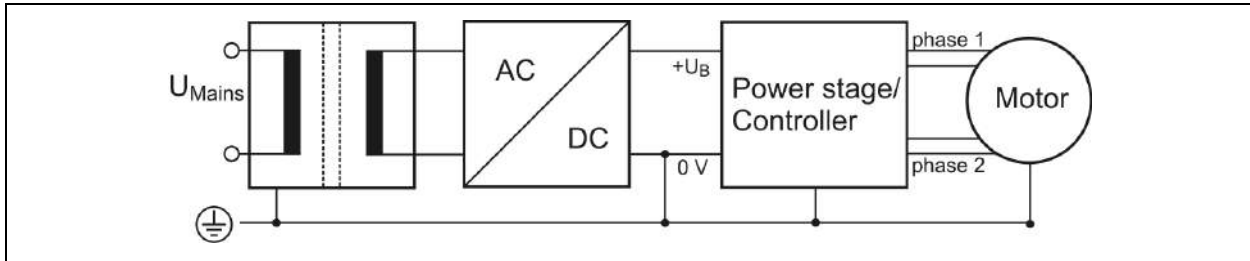 U_Mains
AC
DC
+U_B
0 V
Power stage/
Controller
phase 1
phase 2
Motor